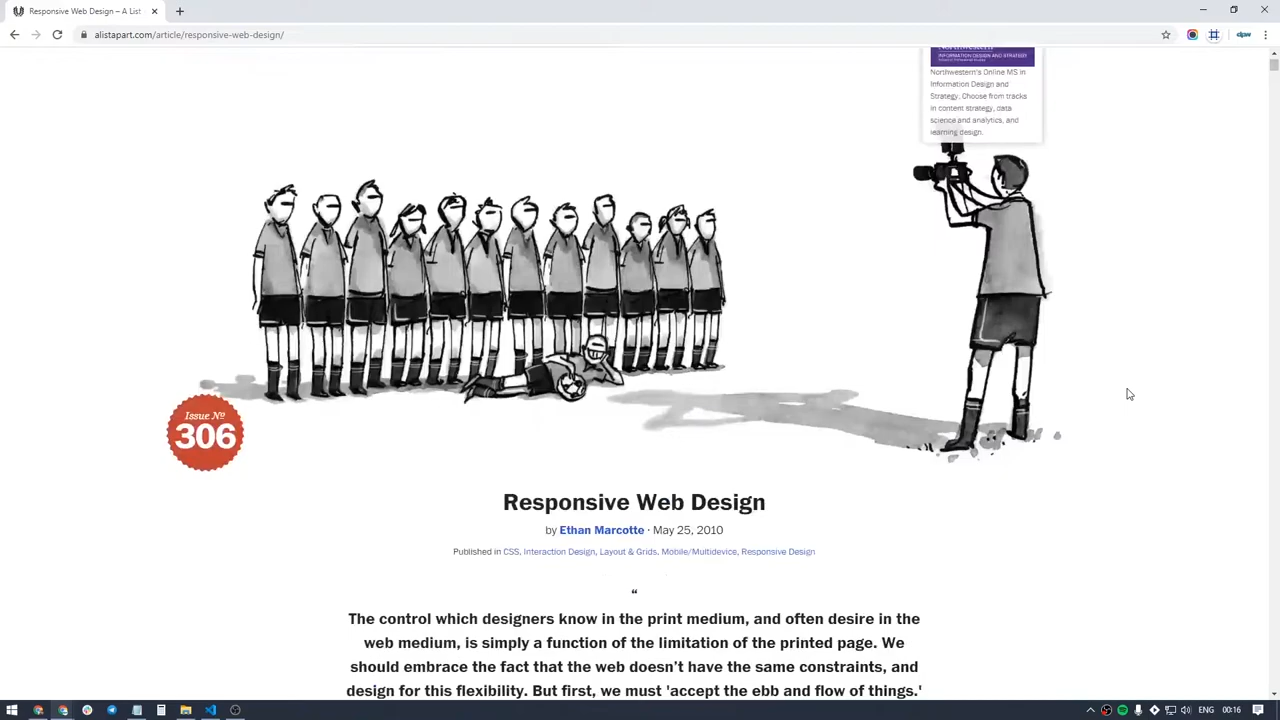 Responsive Web Design – A List
alistapart.com/article/responsive-web-design/
INFORMATION DESIGN AND STRATEGY
Northwestern's Online MS in
Information Design and
Strategy. Choose from tracks
in content strategy, data
science and analytics, and
learning design.
Issue №
306
Responsive Web Design
by Ethan Marcotte · May 25, 2010
Published in CSS, Interaction Design, Layout & Grids, Mobile/Multidevice, Responsive Design
“
The control which designers know in the print medium, and often desire in the
web medium, is simply a function of the limitation of the printed page. We
should embrace the fact that the web doesn’t have the same constraints, and
design for this flexibility. But first, we must 'accept the ebb and flow of things.'
ENG
00:16